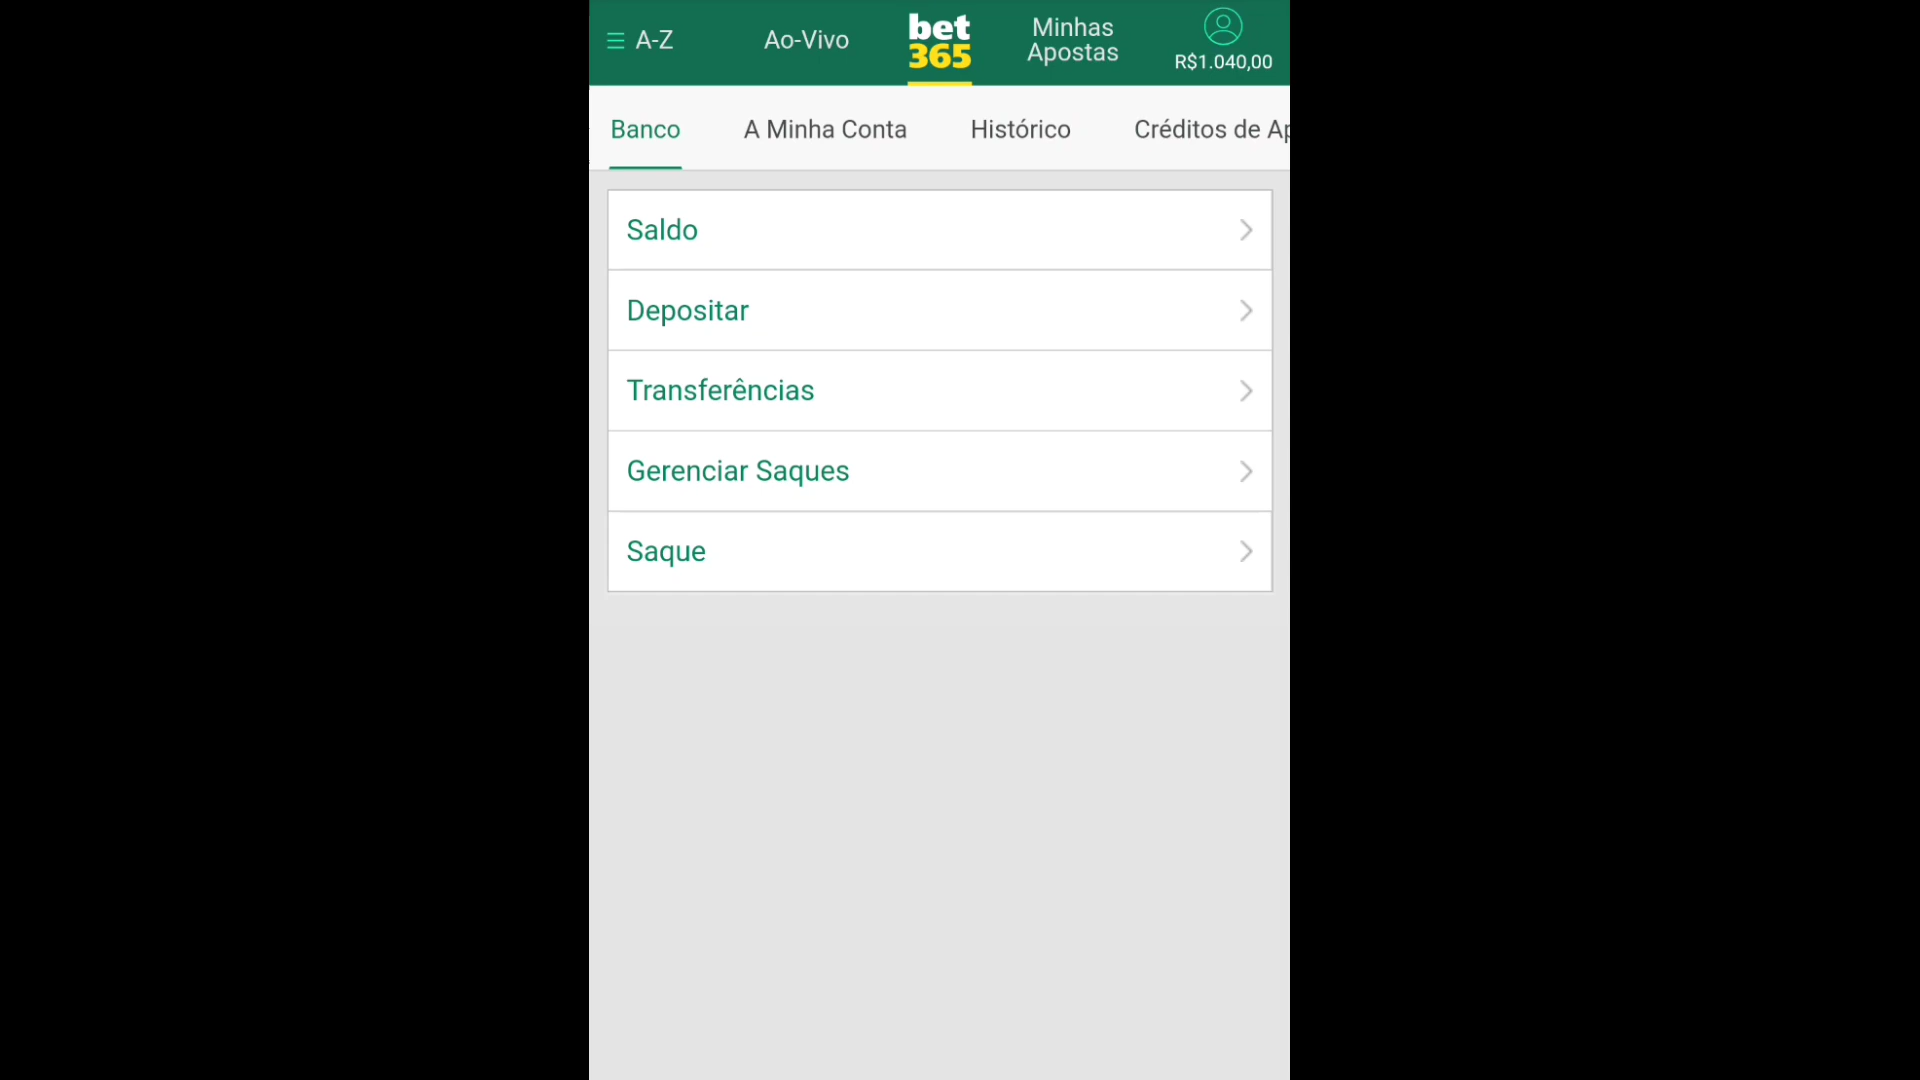 A-Z
Ao-Vivo
bet
365
Minhas
Apostas
R$1.040,00
Banco
A Minha Conta
Histórico
Créditos de Ap
Saldo
Depositar
Transferências
Gerenciar Saques
Saque